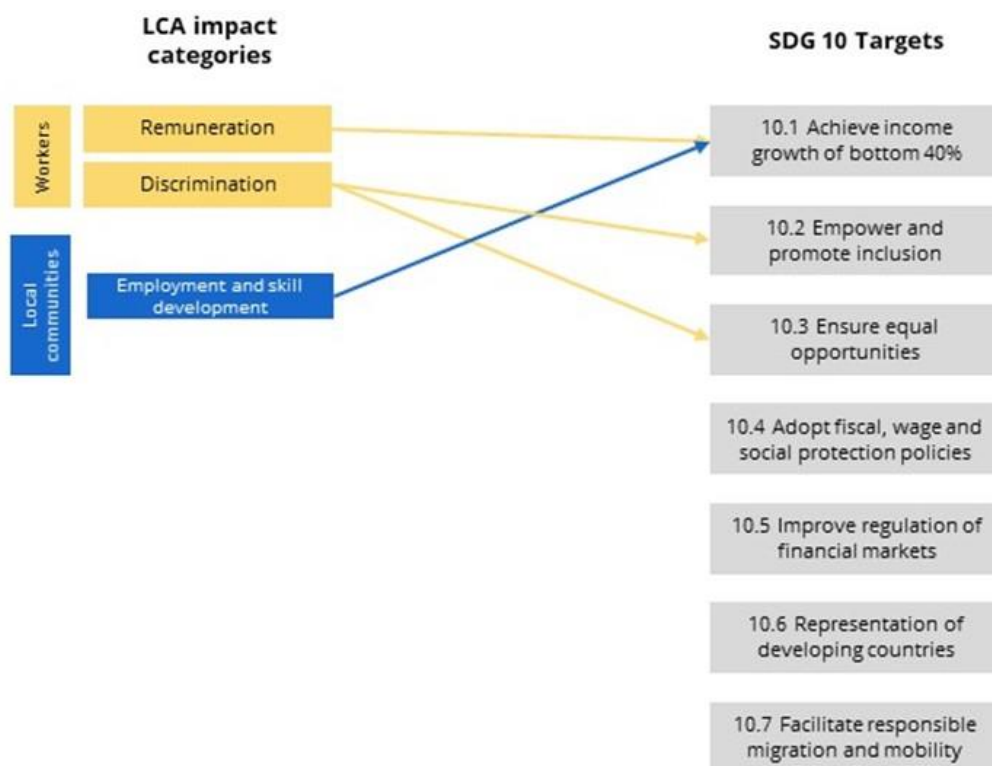 LCA impact
categories
SDG 10 Targets
Workers
Remuneration
Discrimination
Local
communities
Employment and skill
development
10.1 Achieve income
growth of bottom 40%
10.2 Empower and
promote inclusion
10.3 Ensure equal
opportunities
10.4 Adopt fiscal, wage and
social protection policies
10.5 Improve regulation of
financial markets
10.6 Representation of
developing countries
10.7 Facilitate responsible
migration and mobility